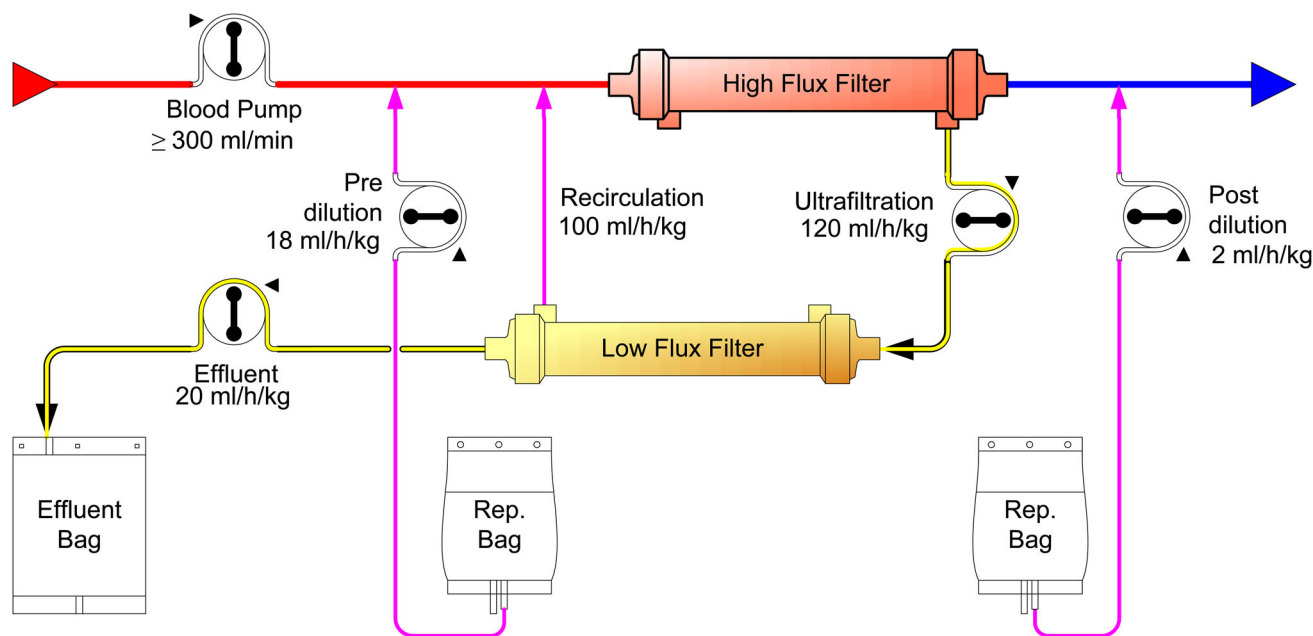 Blood Pump
≥ 300 ml/min
High Flux Filter
Pre
dilution
18 ml/h/kg
Recirculation
100 ml/h/kg
Ultrafiltration
120 ml/h/kg
Post
dilution
2 ml/h/kg
Effluent
20 ml/h/kg
Low Flux Filter
Effluent
Bag
Rep.
Bag
Rep.
Bag